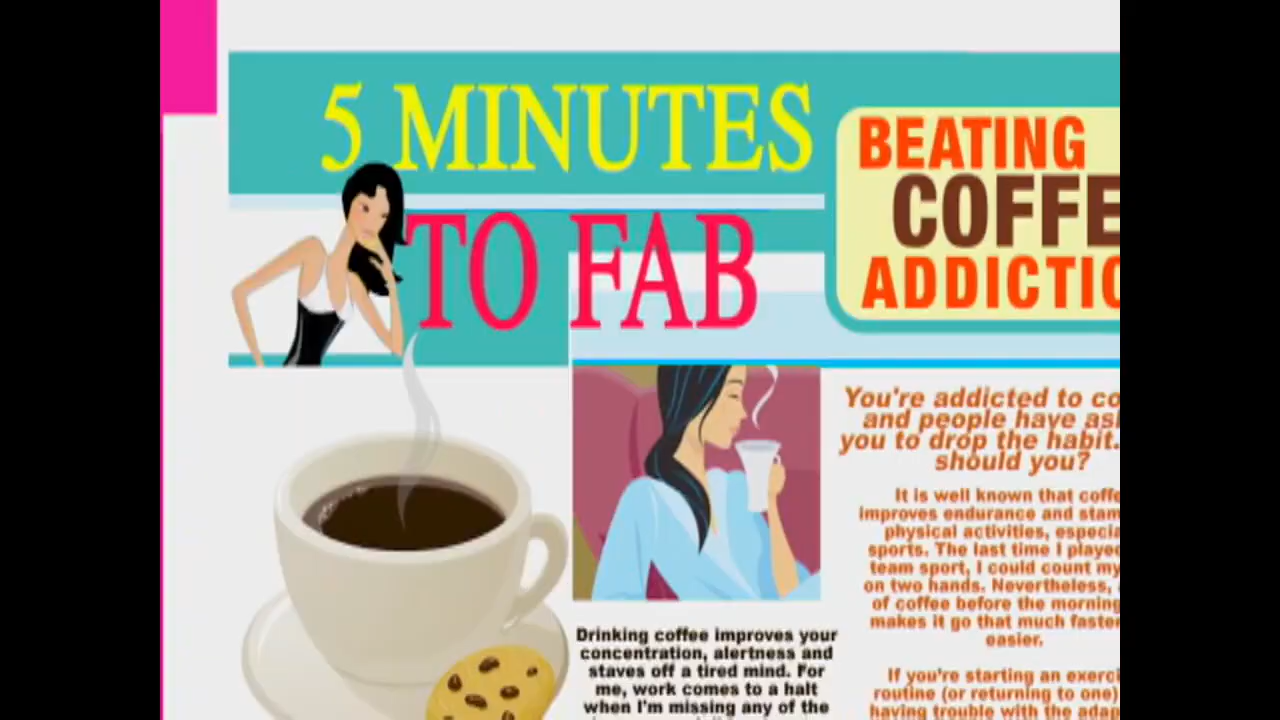 5 MINUTES
TO FAB
BEATING
COFFE
ADDICTIO
You're addicted to co
and people have as
you to drop the habit.
should you?
It is well known that coffe
improves endurance and stam
physical activities, especia
sports. The last time I playe
team sport, I could count my
on two hands. Nevertheless,
of coffee before the morning
makes it go that much faste
easier.
If you're starting an exerci
routine (or returning to one)
having trouble with the adap
Drinking coffee improves your
concentration, alertness and
staves off a tired mind. For
me, work comes to a halt
when I'm missing any of the